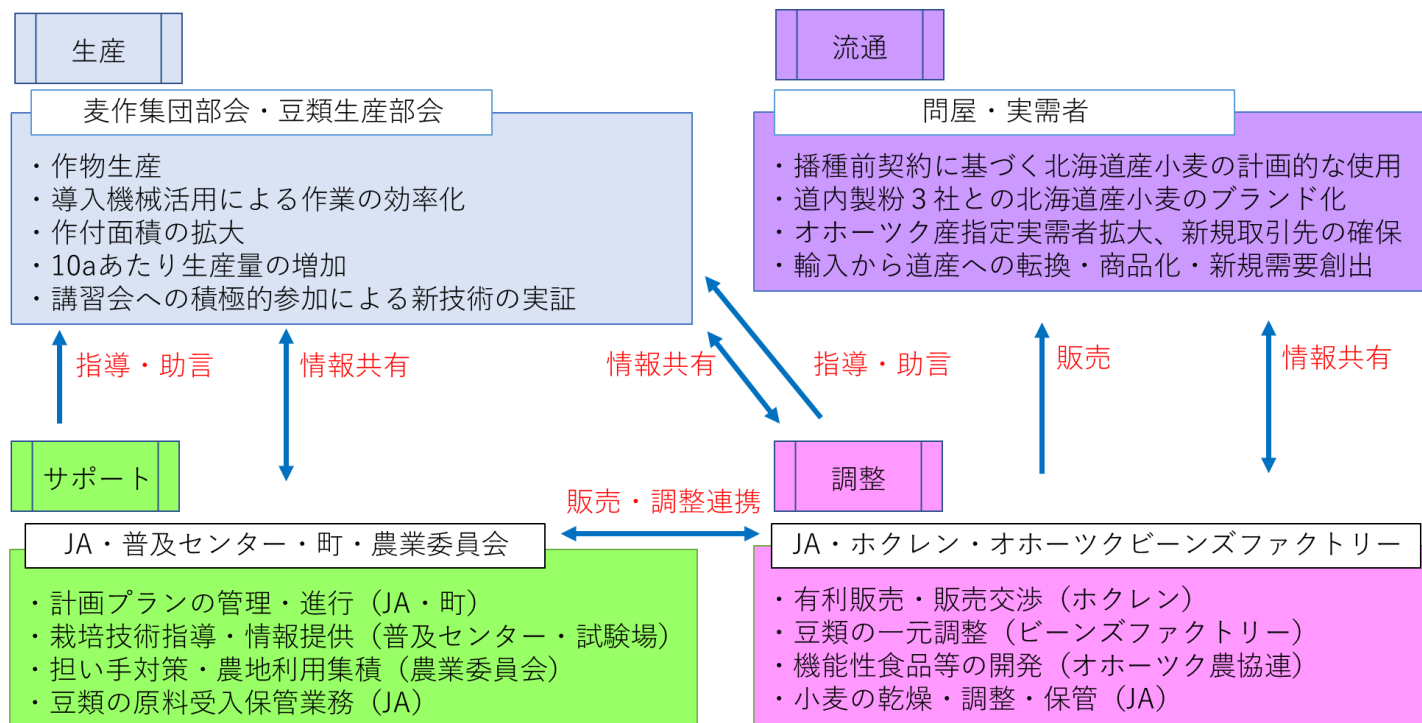 生産
麦作集団部会・豆類生産部会
・作物生産
・導入機械活用による作業の効率化
・作付面積の拡大
・10aあたり生産量の増加
・講習会への積極的参加による新技術の実証
流通
問屋・実需者
・播種前契約に基づく北海道産小麦の計画的な使用
・道内製粉３社との北海道産小麦のブランド化
・オホーツク産指定実需者拡大、新規取引先の確保
・輸入から道産への転換・商品化・新規需要創出
指導・助言
情報共有
情報共有
指導・助言
販売
情報共有
サポート
JA・普及センター・町・農業委員会
・計画プランの管理・進行（JA・町）
・栽培技術指導・情報提供（普及センター・試験場）
・担い手対策・農地利用集積（農業委員会）
・豆類の原料受入保管業務（JA）
販売・調整連携
調整
JA・ホクレン・オホーツクビーンズファクトリー
・有利販売・販売交渉（ホクレン）
・豆類の一元調整（ビーンズファクトリー）
・機能性食品等の開発（オホーツク農協連）
・小麦の乾燥・調整・保管（JA）